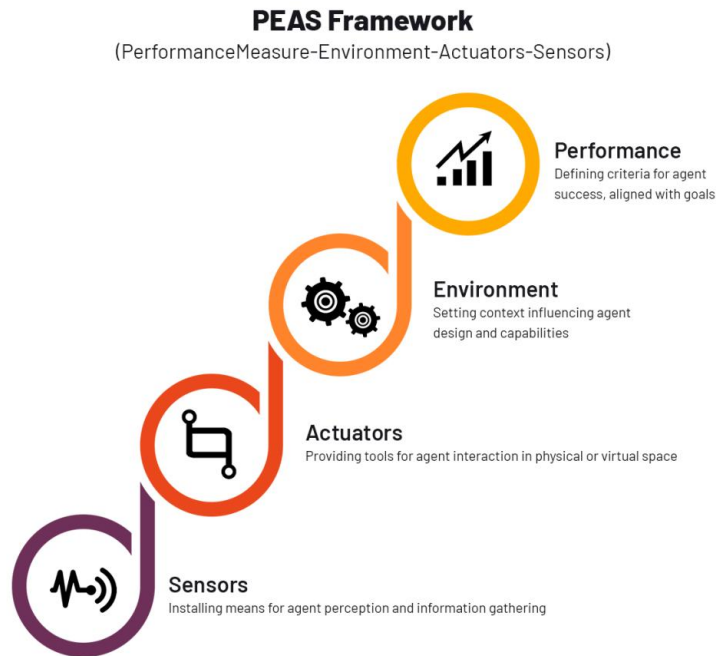 PEAS Framework
(PerformanceMeasure-Environment-Actuators-Sensors)
Performance
Defining criteria for agent
success, aligned with goals
Environment
Setting context influencing agent
design and capabilities
Actuators
Providing tools for agent interaction in physical or virtual space
Sensors
Installing means for agent perception and information gathering